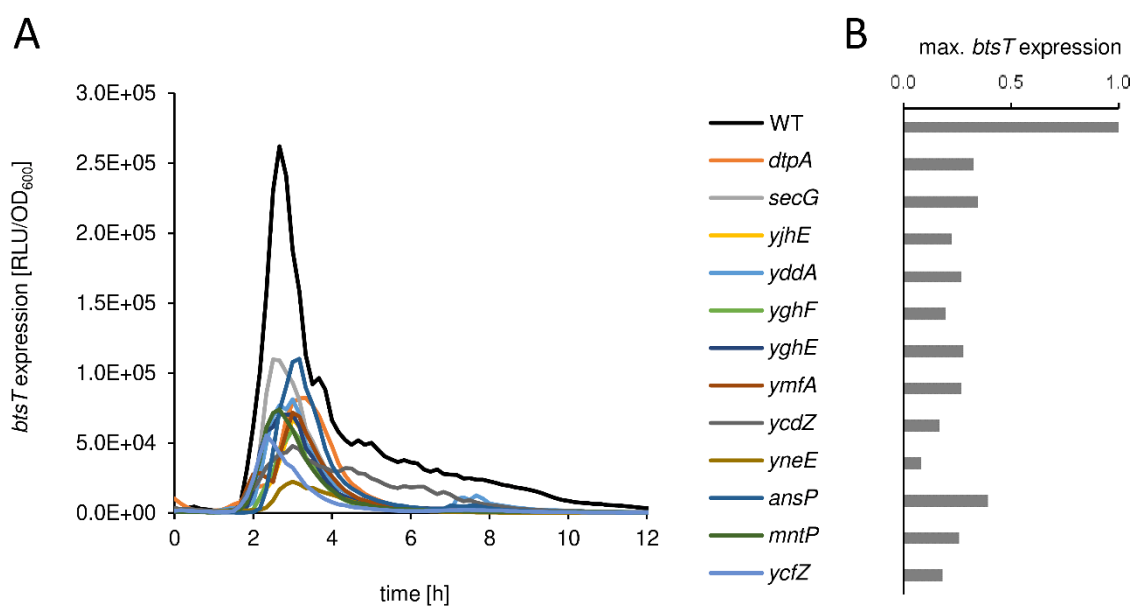 A
B
max. btsT expression
0.0 0.5 1.0
btsT expression [RLU/OD600]
3.0E+05
2.5E+05
2.0E+05
1.5E+05
1.0E+05
5.0E+04
0.0E+00
0 2 4 6 8 10 12
time [h]
WT
dtpA
secG
yjhE
yddA
yghF
yghE
ymfA
ycdZ
yneE
ansP
mntP
ycfZ